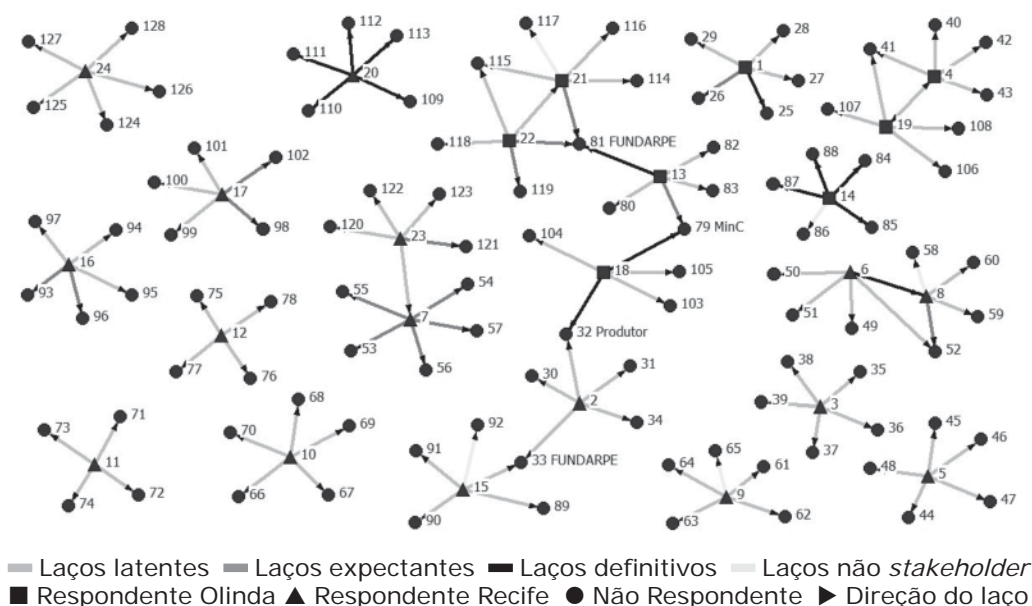 127 128 24 125 126 124
112 111 113 20 110 109
117 116 115 21 114 118 22 81 FUNDARPE 119
29 28 1 27 26 25
40 41 42 4 43 107 19 108 106
101 102 100 17 99 98
82 13 83 80 79 MinC
88 84 87 14 86 85
122 123 120 23 121
97 94 16 93 95 96
104 18 105 103 32 Produtor
58 60 50 6 8 51 49 59 52
55 54 7 57 53 56
75 78 12 77 76
30 31 2 34
38 35 39 3 36 37
71 73 11 72 74
68 70 69 10 66 67
92 91 33 FUNDARPE 15 90 89
65 64 61 9 63 62
45 46 48 5 44 47
Laços latentes Laços expectantes Laços definitivos Laços não stakeholder
Respondente Olinda Respondente Recife Não Respondente Direção do laço